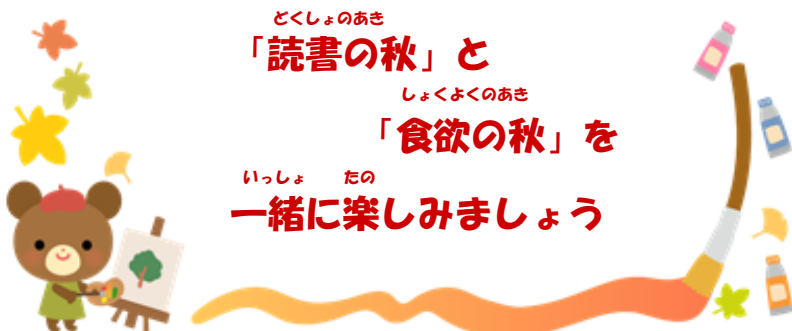 どくしょのあき
「読書の秋」と
しょくよくのあき
「食欲の秋」を
いっしょ たの
一緒に楽しみましょう